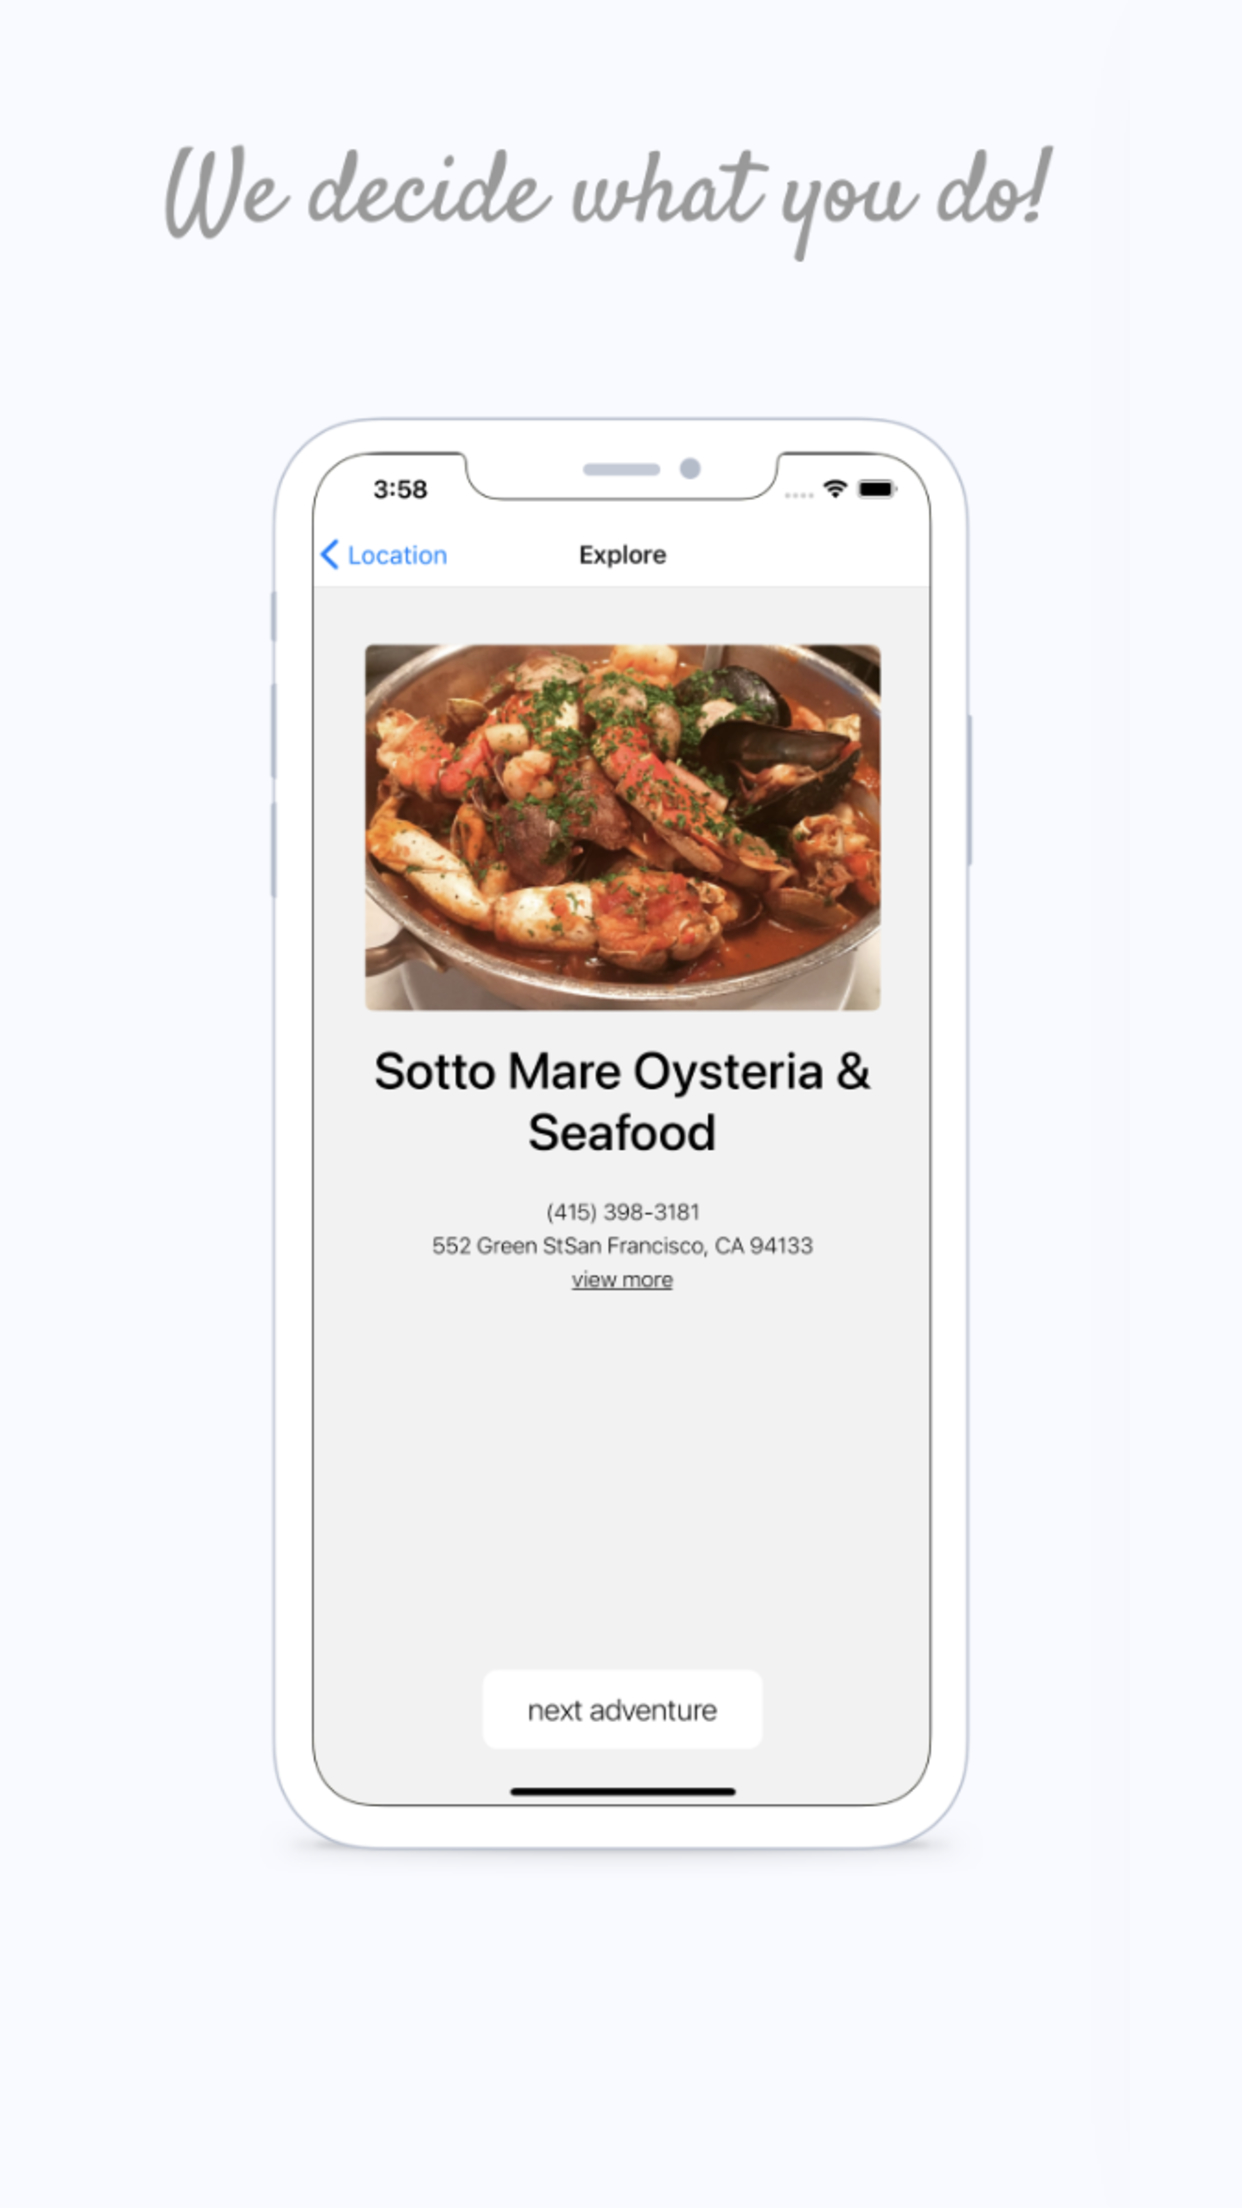 We decide what you do!
3:58
Location
Explore
Sotto Mare Oysteria &
Seafood
(415) 398-3181
552 Green StSan Francisco, CA 94133
view more
next adventure